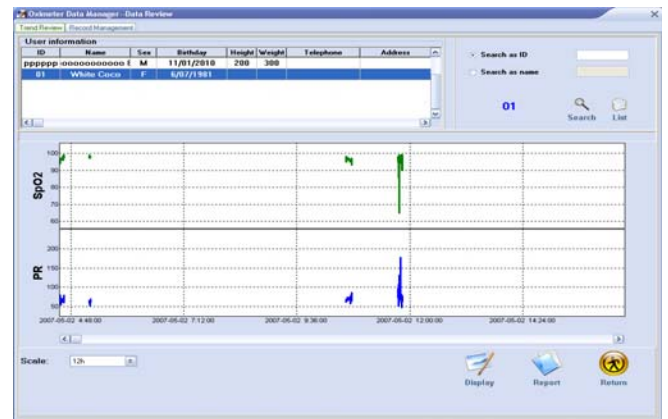 Oximeter Data Manager - Data Review
Trend Review Record Management
User information
ID Name Sex Birthday Height Weight Telephone Address
pppppp ooooooooooo E M 11/01/2010 200 300
01 White Coco F 6/07/1981
Search as ID
Search as name
01
Search List
SpO2
100
90
80
70
60
PR
200
150
100
50
2007-05-02 4:48:00 2007-05-02 7:12:00 2007-05-02 9:36:00 2007-05-02 12:00:00 2007-05-02 14:24:00
Scale: 12h
Display Report Return